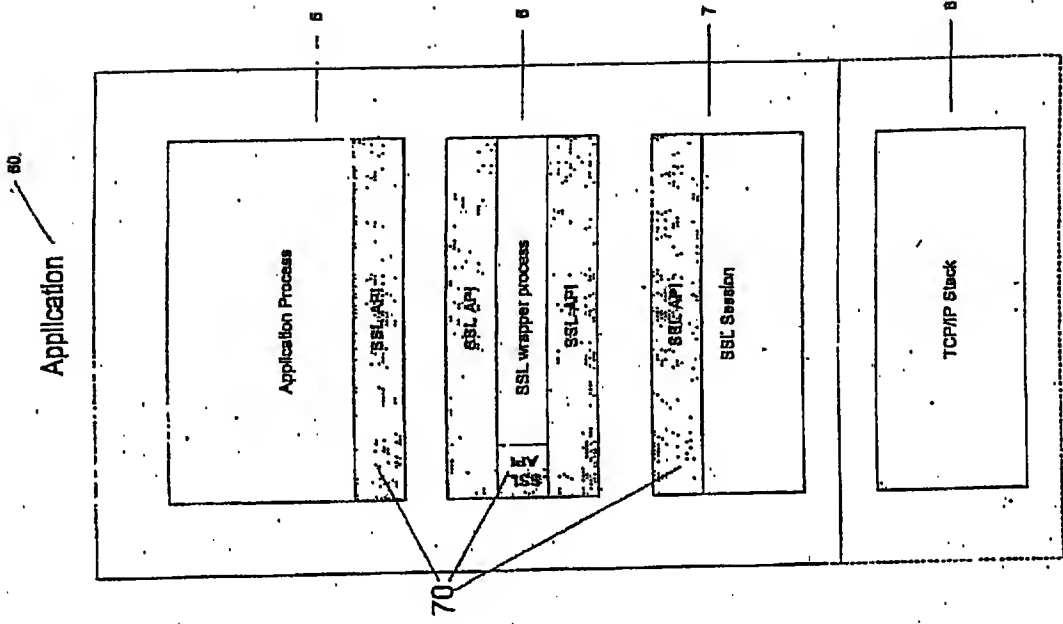 60.
Application
Application Process
SSL API
SSL API
SSL wrapper process
SSL API
SSL API
SSL API
SSL Session
TCP/IP Stack
70
6
7
8